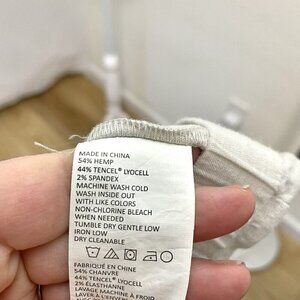 MADE IN CHINA
54% HEMP
44% TENCEL® LYOCELL
2% SPANDEX
MACHINE WASH COLD
WASH INSIDE OUT
WITH LIKE COLORS
NON-CHLORINE BLEACH
WHEN NEEDED
TUMBLE DRY GENTLE LOW
IRON LOW
DRY CLEANABLE
FABRIQUÉ EN CHINE
54% CHANVRE
44% TENCEL® LYOCELL
2% ÉLASTHANNE
LAVAGE MACHINE À FROID
LAVER À L'ENVERS